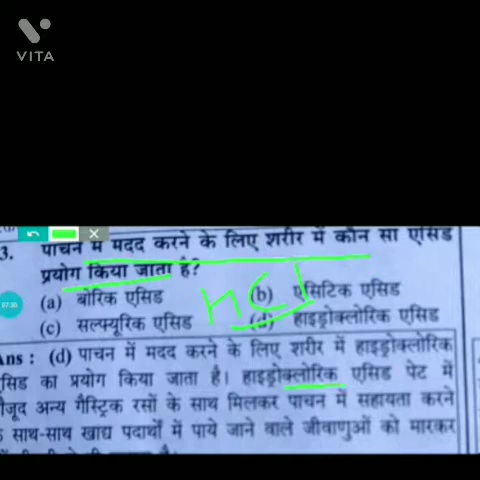 VITA
3. पाचन में मदद करने के लिए शरीर में कौन सा एसिड
प्रयोग किया जाता है?
(a) बोरिक एसिड (b) एसिटिक एसिड
(c) सल्फ्यूरिक एसिड (d) हाइड्रोक्लोरिक एसिड
HCl
Ans : (d) पाचन में मदद करने के लिए शरीर में हाइड्रोक्लोरिक
एसिड का प्रयोग किया जाता है। हाइड्रोक्लोरिक एसिड पेट में
मौजूद अन्य गैस्ट्रिक रसों के साथ मिलकर पाचन में सहायता करने
के साथ-साथ खाद्य पदार्थों में पाये जाने वाले जीवाणुओं को मारकर